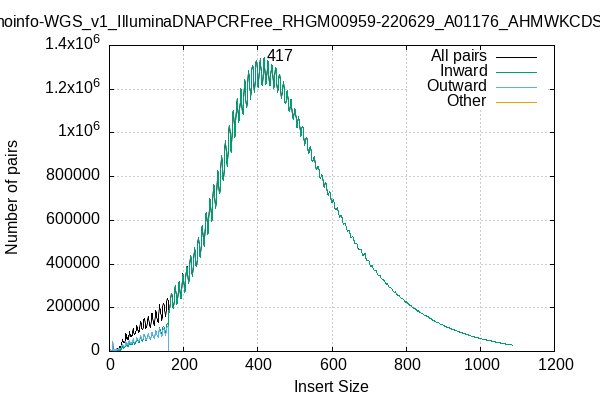 noinfo-WGS_v1_IlluminaDNAPCRFree_RHGM00959-220629_A01176_AHMWKCDS
1.4x10^6
1.2x10^6
1x10^6
800000
600000
400000
200000
0
Number of pairs
417
All pairs
Inward
Outward
Other
0 200 400 600 800 1000 1200
Insert Size